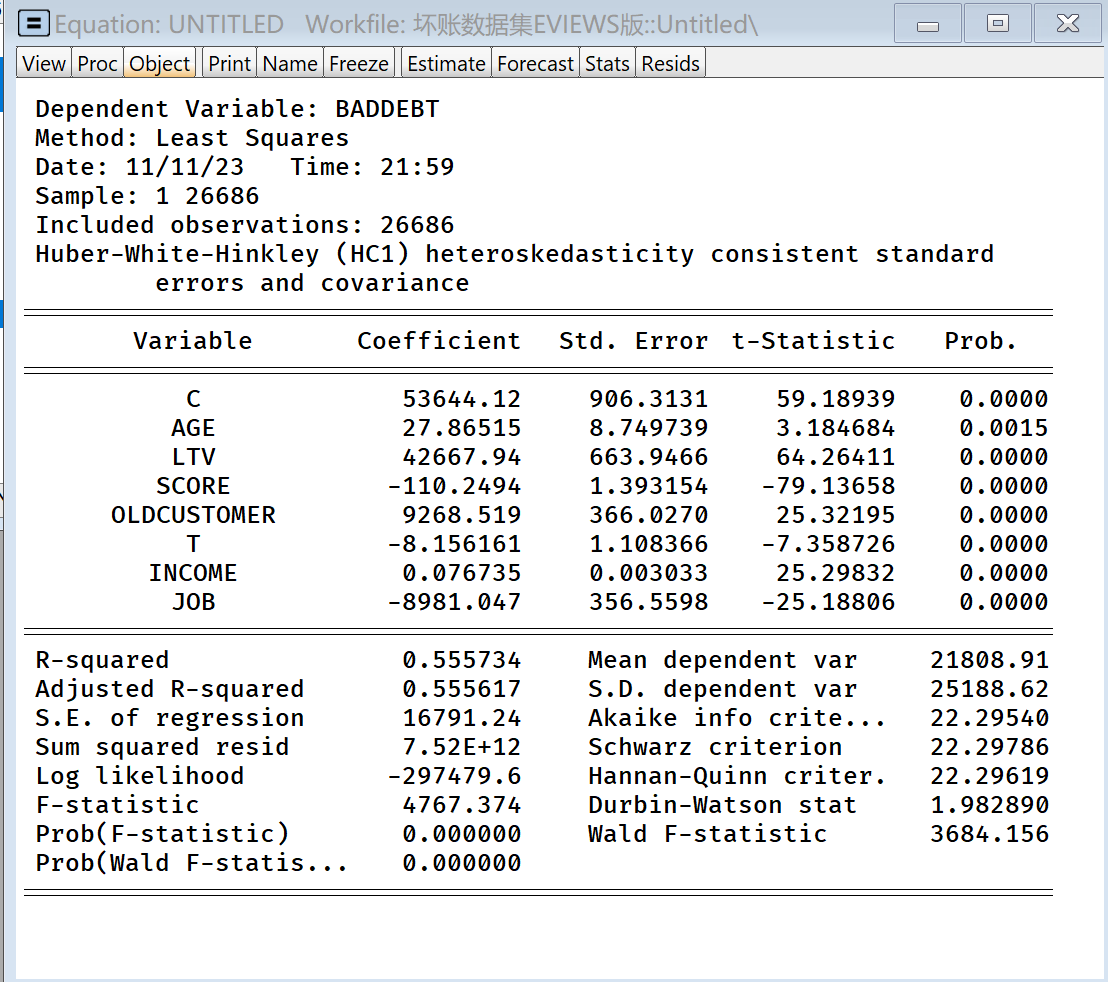 Equation: UNTITLED Workfile: 坏账数据集EVIEWS版::Untitled\
View Proc Object Print Name Freeze Estimate Forecast Stats Resids
Dependent Variable: BADDEBT
Method: Least Squares
Date: 11/11/23 Time: 21:59
Sample: 1 26686
Included observations: 26686
Huber-White-Hinkley (HC1) heteroskedasticity consistent standard
errors and covariance
Variable Coefficient Std. Error t-Statistic Prob.
C 53644.12 906.3131 59.18939 0.0000
AGE 27.86515 8.749739 3.184684 0.0015
LTV 42667.94 663.9466 64.26411 0.0000
SCORE -110.2494 1.393154 -79.13658 0.0000
OLDCUSTOMER 9268.519 366.0270 25.32195 0.0000
T -8.156161 1.108366 -7.358726 0.0000
INCOME 0.076735 0.003033 25.29832 0.0000
JOB -8981.047 356.5598 -25.18806 0.0000
R-squared 0.555734 Mean dependent var 21808.91
Adjusted R-squared 0.555617 S.D. dependent var 25188.62
S.E. of regression 16791.24 Akaike info crite... 22.29540
Sum squared resid 7.52E+12 Schwarz criterion 22.29786
Log likelihood -297479.6 Hannan-Quinn criter. 22.29619
F-statistic 4767.374 Durbin-Watson stat 1.982890
Prob(F-statistic) 0.000000 Wald F-statistic 3684.156
Prob(Wald F-statis... 0.000000